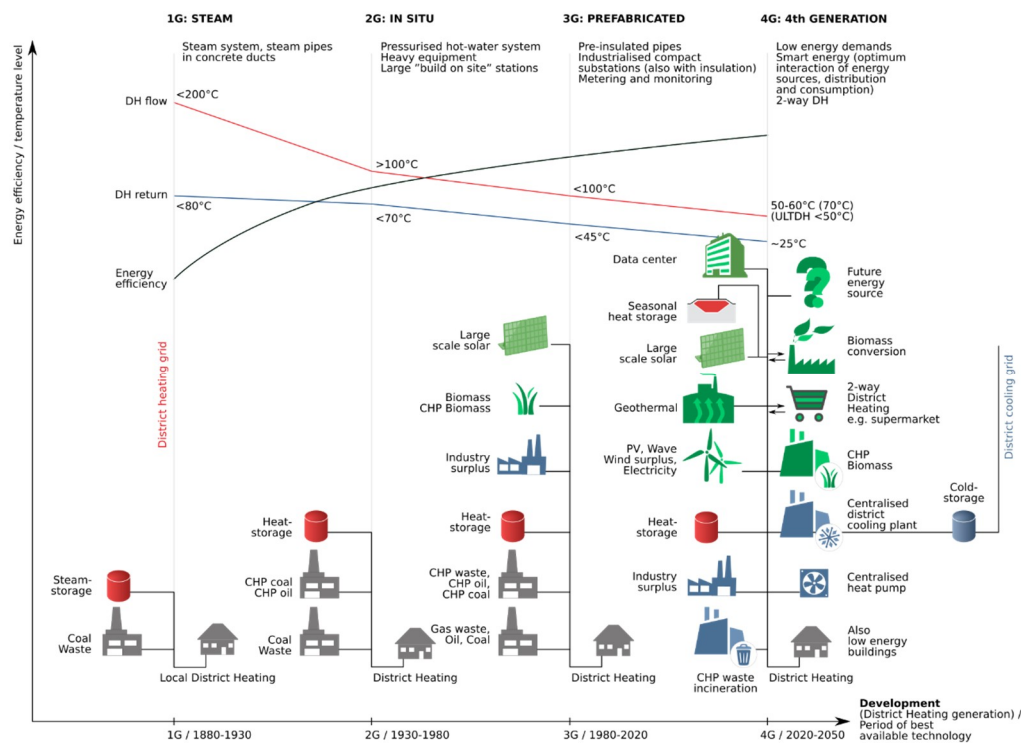 1G: STEAM
2G: IN SITU
3G: PREFABRICATED
4G: 4th GENERATION
Steam system, steam pipes
in concrete ducts
Pressurised hot-water system
Heavy equipment
Large “build on site” stations
Pre-insulated pipes
Industrialised compact
substations (also with insulation)
Metering and monitoring
Low energy demands
Smart energy (optimum
interaction of energy
sources, distribution
and consumption)
2-way DH
Energy efficiency / temperature level
DH flow
<200°C
>100°C
<100°C
50-60°C (70°C)
(ULTDH <50°C)
DH return
<80°C
<70°C
<45°C
~25°C
Energy
efficiency
District heating grid
Data center
Future
energy
source
Seasonal
heat storage
Large
scale solar
Large
scale solar
Biomass
conversion
Biomass
CHP Biomass
Geothermal
2-way
District
Heating
e.g. supermarket
District cooling grid
Industry
surplus
PV, Wave
Wind surplus,
Electricity
CHP
Biomass
Heat-
storage
Heat-
storage
Heat-
storage
Centralised
district
cooling plant
Cold-
storage
Steam-
storage
CHP coal
CHP oil
CHP waste,
CHP oil,
CHP coal
Industry
surplus
Centralised
heat pump
Coal
Waste
Coal
Waste
Gas waste,
Oil, Coal
Also
low energy
buildings
Local District Heating
District Heating
District Heating
CHP waste
incineration
District Heating
Development
(District Heating generation) /
Period of best
available technology
1G / 1880-1930
2G / 1930-1980
3G / 1980-2020
4G / 2020-2050